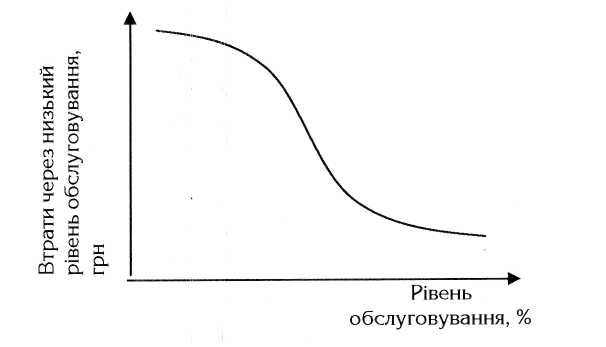 Втрати через низький
рівень обслуговування,
грн
Рівень
обслуговування, %